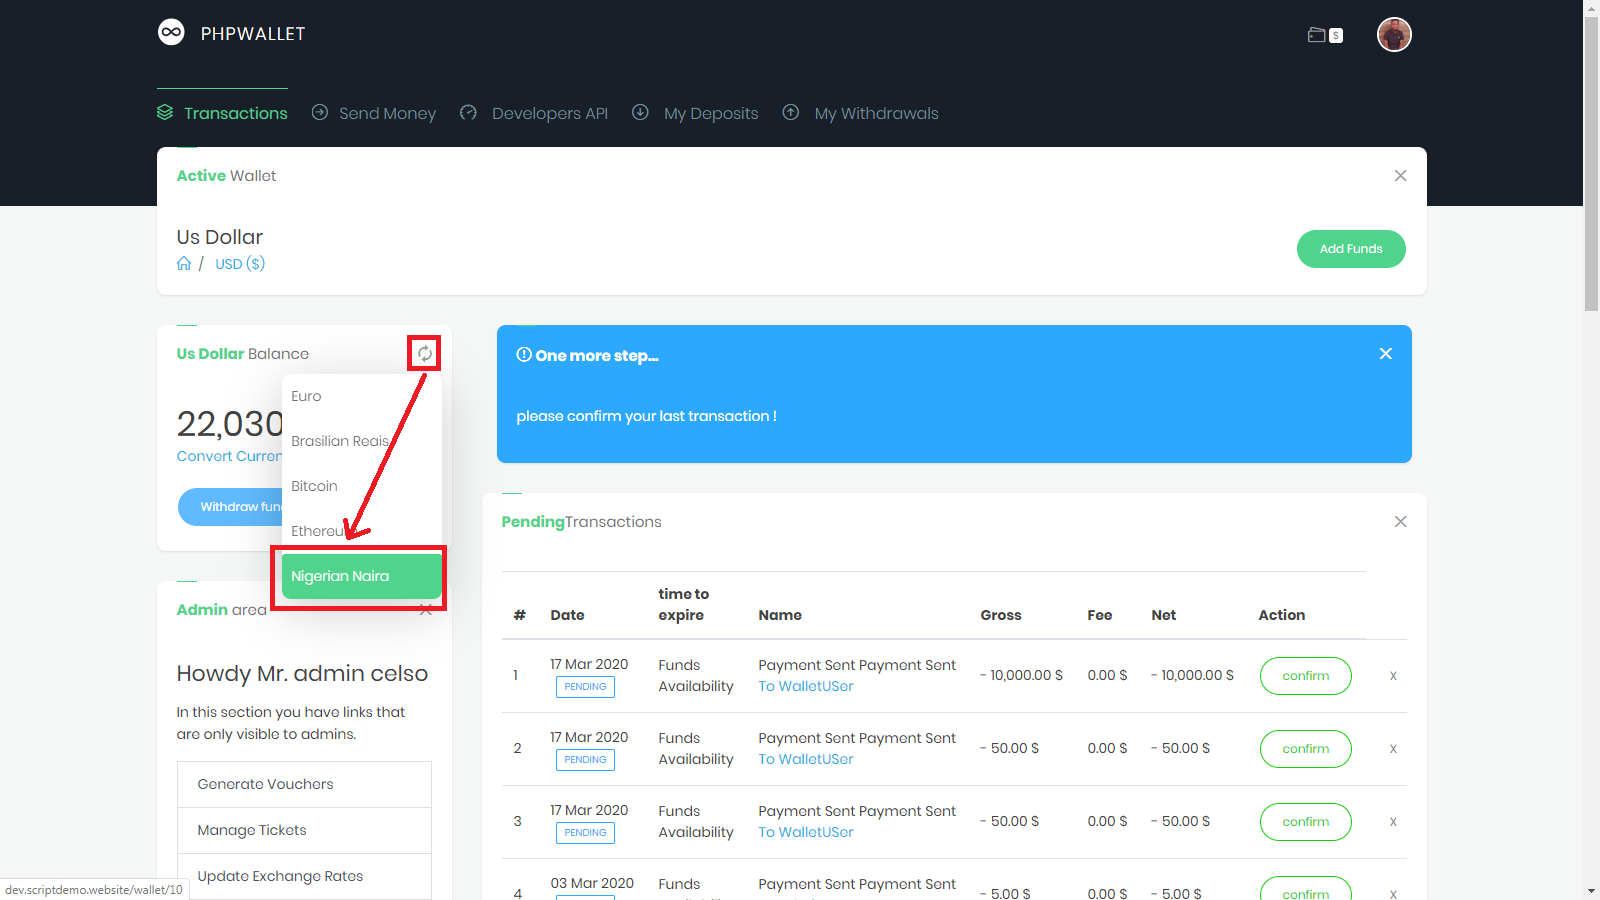 PHPWALLET
S
Transactions
Send Money
Developers API
My Deposits
My Withdrawals
Active Wallet
Us Dollar
/ USD ($)
Add Funds
Us Dollar Balance
22,030
Convert Curren
Withdraw fun
Euro
Brasilian Reais
Bitcoin
Ethereu
Nigerian Naira
One more step...
please confirm your last transaction !
PendingTransactions
# Date time to expire Name Gross Fee Net Action
1 17 Mar 2020 Funds Payment Sent Payment Sent - 10,000.00 $ 0.00 $ - 10,000.00 $ confirm x
PENDING Availability To WalletUSer
2 17 Mar 2020 Funds Payment Sent Payment Sent - 50.00 $ 0.00 $ - 50.00 $ confirm x
PENDING Availability To WalletUSer
3 17 Mar 2020 Funds Payment Sent Payment Sent - 50.00 $ 0.00 $ - 50.00 $ confirm x
PENDING Availability To WalletUSer
4 03 Mar 2020 Funds Payment Sent Payment Sent - 5.00 $ 0.00 $ - 5.00 $ confirm x
Admin area
Howdy Mr. admin celso
In this section you have links that
are only visible to admins.
Generate Vouchers
Manage Tickets
Update Exchange Rates
dev.scriptdemo.website/wallet/10